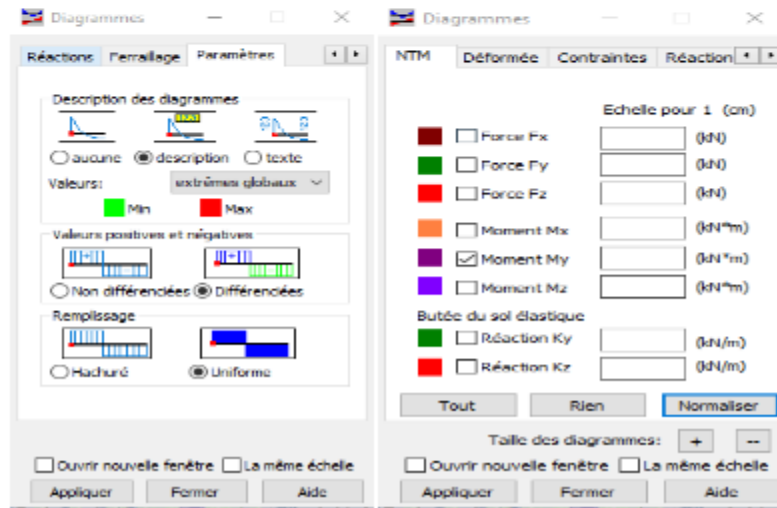 Diagrammes
Réactions Ferraillage Paramètres
Description des diagrammes
aucune description texte
Valeurs: extrêmes globaux
Min Max
Valeurs positives et négatives
Non différenciées Différenciées
Remplissage
Hachuré Uniforme
Ouvrir nouvelle fenêtre La même échelle
Appliquer Fermer Aide
Diagrammes
NTM Déformée Contraintes Réaction
Echelle pour 1 (cm)
Force Fx (kN)
Force Fy (kN)
Force Fz (kN)
Moment Mx (kN*m)
Moment My (kN*m)
Moment Mz (kN*m)
Butée du sol élastique
Réaction Ky (kN/m)
Réaction Kz (kN/m)
Tout Rien Normaliser
Taille des diagrammes: + --
Ouvrir nouvelle fenêtre La même échelle
Appliquer Fermer Aide